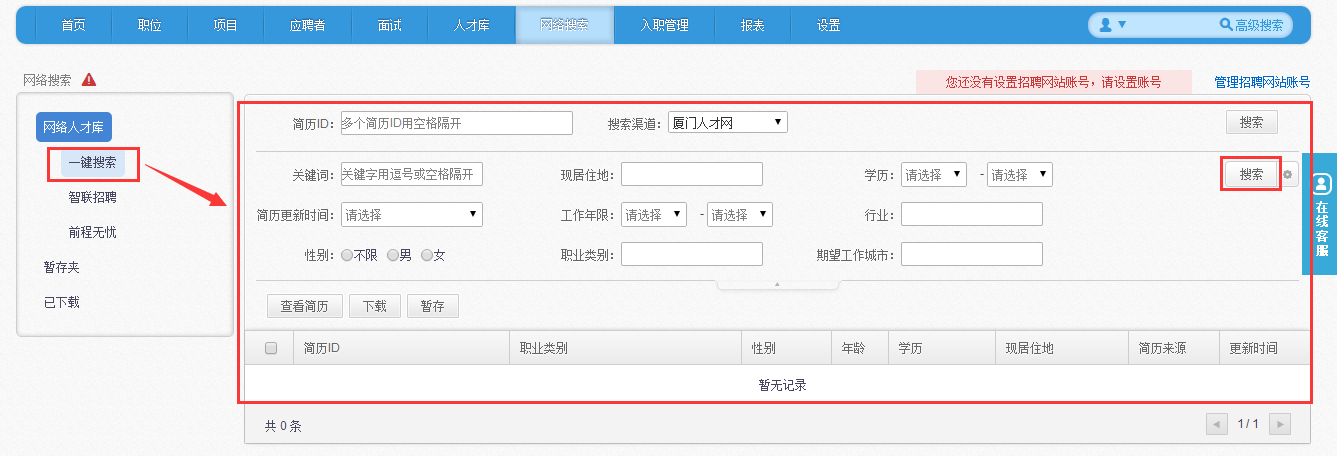 首页 职位 项目 应聘者 面试 人才库 网络搜索 入职管理 报表 设置 高级搜索
网络搜索 您还没有设置招聘网站账号，请设置账号 管理招聘网站账号
网络人才库
一键搜索
智联招聘
前程无忧
暂存夹
已下载
简历ID: 多个简历ID用空格隔开 搜索渠道: 厦门人才网 搜索
关键词: 关键字用逗号或空格隔开 现居住地: 学历: 请选择 - 请选择 搜索
简历更新时间: 请选择 工作年限: 请选择 - 请选择 行业:
性别: 不限 男 女 职业类别: 期望工作城市:
查看简历 下载 暂存
简历ID 职业类别 性别 年龄 学历 现居住地 简历来源 更新时间
暂无记录
共 0 条 1 / 1
在线客服